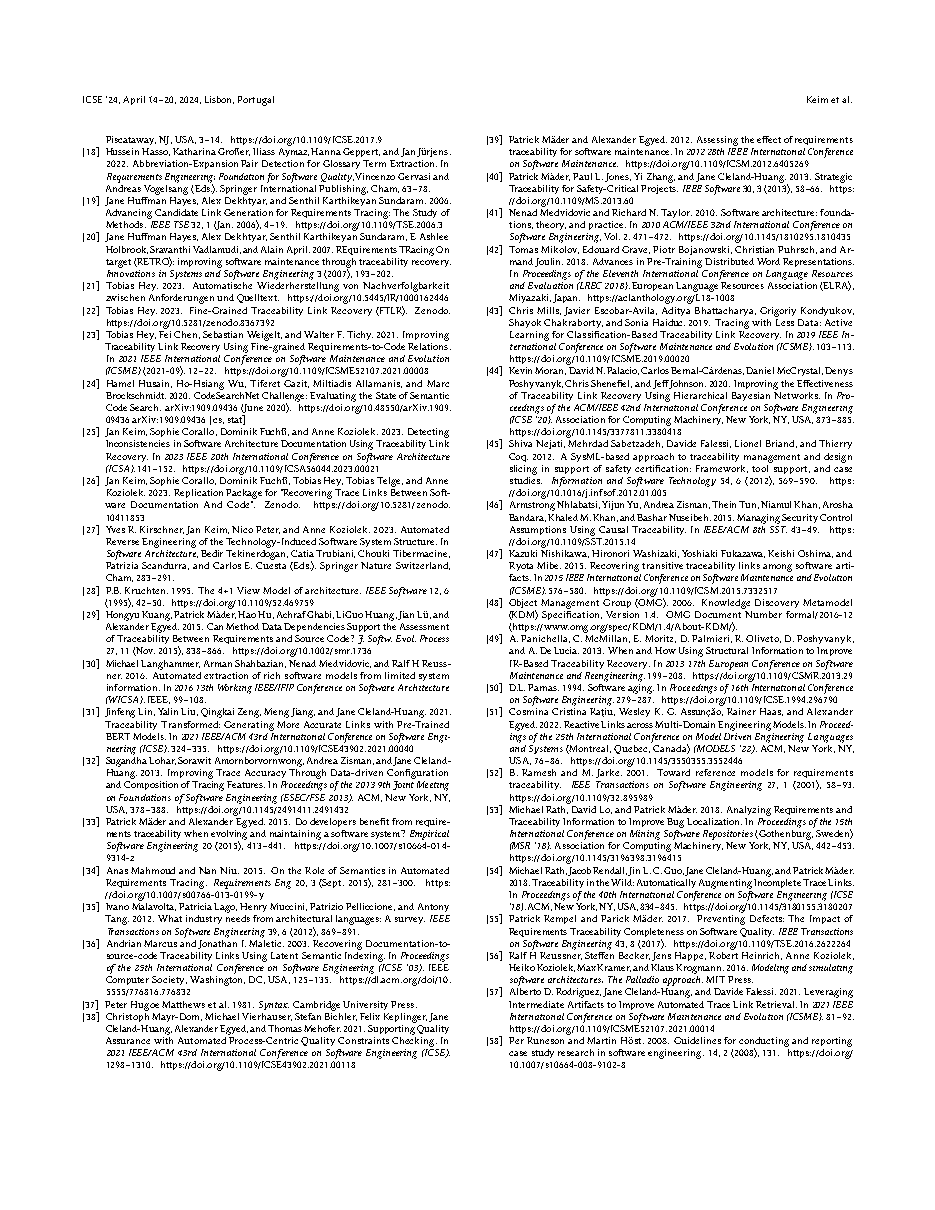 ICSE '24, April 14–20, 2024, Lisbon, Portugal
Keim et al.
Piscataway, NJ, USA, 3–14. https://doi.org/10.1109/ICSE.2017.9
[18] Hussein Hasso, Katharina Großer, Iliass Aymaz, Hanna Geppert, and Jan Jürjens.
2022. Abbreviation-Expansion Pair Detection for Glossary Term Extraction. In
Requirements Engineering: Foundation for Software Quality, Vincenzo Gervasi and
Andreas Vogelsang (Eds.). Springer International Publishing, Cham, 63–78.
[19] Jane Huffman Hayes, Alex Dekhtyar, and Senthil Karthikeyan Sundaram. 2006.
Advancing Candidate Link Generation for Requirements Tracing: The Study of
Methods. IEEE TSE 32, 1 (Jan. 2006), 4–19. https://doi.org/10.1109/TSE.2006.3
[20] Jane Huffman Hayes, Alex Dekhtyar, Senthil Karthikeyan Sundaram, E. Ashlee
Holbrook, Sravanthi Vadlamudi, and Alain April. 2007. REquirements TRacing On
target (RETRO): improving software maintenance through traceability recovery.
Innovations in Systems and Software Engineering 3 (2007), 193–202.
[21] Tobias Hey. 2023. Automatische Wiederherstellung von Nachverfolgbarkeit
zwischen Anforderungen und Quelltext. https://doi.org/10.5445/IR/1000162446
[22] Tobias Hey. 2023. Fine-Grained Traceability Link Recovery (FTLR). Zenodo.
https://doi.org/10.5281/zenodo.8367392
[23] Tobias Hey, Fei Chen, Sebastian Weigelt, and Walter F. Tichy. 2021. Improving
Traceability Link Recovery Using Fine-grained Requirements-to-Code Relations.
In 2021 IEEE International Conference on Software Maintenance and Evolution
(ICSME) (2021-09). 12–22. https://doi.org/10.1109/ICSME52107.2021.00008
[24] Hamel Husain, Ho-Hsiang Wu, Tiferet Gazit, Miltiadis Allamanis, and Marc
Brockschmidt. 2020. CodeSearchNet Challenge: Evaluating the State of Semantic
Code Search. arXiv:1909.09436 (June 2020). https://doi.org/10.48550/arXiv.1909.
09436 arXiv:1909.09436 [cs, stat]
[25] Jan Keim, Sophie Corallo, Dominik Fuchß, and Anne Koziolek. 2023. Detecting
Inconsistencies in Software Architecture Documentation Using Traceability Link
Recovery. In 2023 IEEE 20th International Conference on Software Architecture
(ICSA). 141–152. https://doi.org/10.1109/ICSA56044.2023.00021
[26] Jan Keim, Sophie Corallo, Dominik Fuchß, Tobias Hey, Tobias Telge, and Anne
Koziolek. 2023. Replication Package for "Recovering Trace Links Between Soft-
ware Documentation And Code". Zenodo. https://doi.org/10.5281/zenodo.
10411853
[27] Yves R. Kirschner, Jan Keim, Nico Peter, and Anne Koziolek. 2023. Automated
Reverse Engineering of the Technology-Induced Software System Structure. In
Software Architecture, Bedir Tekinerdogan, Catia Trubiani, Chouki Tibermacine,
Patrizia Scandurra, and Carlos E. Cuesta (Eds.). Springer Nature Switzerland,
Cham, 283–291.
[28] P.B. Kruchten. 1995. The 4+1 View Model of architecture. IEEE Software 12, 6
(1995), 42–50. https://doi.org/10.1109/52.469759
[29] Hongyu Kuang, Patrick Mäder, Hao Hu, Achraf Ghabi, LiGuo Huang, Jian Lü, and
Alexander Egyed. 2015. Can Method Data Dependencies Support the Assessment
of Traceability Between Requirements and Source Code? J. Softw. Evol. Process
27, 11 (Nov. 2015), 838–866. https://doi.org/10.1002/smr.1736
[30] Michael Langhammer, Arman Shahbazian, Nenad Medvidovic, and Ralf H Reuss-
ner. 2016. Automated extraction of rich software models from limited system
information. In 2016 13th Working IEEE/IFIP Conference on Software Architecture
(WICSA). IEEE, 99–108.
[31] Jinfeng Lin, Yalin Liu, Qingkai Zeng, Meng Jiang, and Jane Cleland-Huang. 2021.
Traceability Transformed: Generating More Accurate Links with Pre-Trained
BERT Models. In 2021 IEEE/ACM 43rd International Conference on Software Engi-
neering (ICSE). 324–335. https://doi.org/10.1109/ICSE43902.2021.00040
[32] Sugandha Lohar, Sorawit Amornborvornwong, Andrea Zisman, and Jane Cleland-
Huang. 2013. Improving Trace Accuracy Through Data-driven Configuration
and Composition of Tracing Features. In Proceedings of the 2013 9th Joint Meeting
on Foundations of Software Engineering (ESEC/FSE 2013). ACM, New York, NY,
USA, 378–388. https://doi.org/10.1145/2491411.2491432
[33] Patrick Mäder and Alexander Egyed. 2015. Do developers benefit from require-
ments traceability when evolving and maintaining a software system? Empirical
Software Engineering 20 (2015), 413–441. https://doi.org/10.1007/s10664-014-
9314-z
[34] Anas Mahmoud and Nan Niu. 2015. On the Role of Semantics in Automated
Requirements Tracing. Requirements Eng 20, 3 (Sept. 2015), 281–300. https:
//doi.org/10.1007/s00766-013-0199-y
[35] Ivano Malavolta, Patricia Lago, Henry Muccini, Patrizio Pelliccione, and Antony
Tang. 2012. What industry needs from architectural languages: A survey. IEEE
Transactions on Software Engineering 39, 6 (2012), 869–891.
[36] Andrian Marcus and Jonathan I. Maletic. 2003. Recovering Documentation-to-
source-code Traceability Links Using Latent Semantic Indexing. In Proceedings
of the 25th International Conference on Software Engineering (ICSE '03). IEEE
Computer Society, Washington, DC, USA, 125–135. https://dl.acm.org/doi/10.
5555/776816.776832
[37] Peter Hugoe Matthews et al. 1981. Syntax. Cambridge University Press.
[38] Christoph Mayr-Dorn, Michael Vierhauser, Stefan Bichler, Felix Keplinger, Jane
Cleland-Huang, Alexander Egyed, and Thomas Mehofer. 2021. Supporting Quality
Assurance with Automated Process-Centric Quality Constraints Checking. In
2021 IEEE/ACM 43rd International Conference on Software Engineering (ICSE).
1298–1310. https://doi.org/10.1109/ICSE43902.2021.00118
[39] Patrick Mäder and Alexander Egyed. 2012. Assessing the effect of requirements
traceability for software maintenance. In 2012 28th IEEE International Conference
on Software Maintenance. https://doi.org/10.1109/ICSM.2012.6405269
[40] Patrick Mäder, Paul L. Jones, Yi Zhang, and Jane Cleland-Huang. 2013. Strategic
Traceability for Safety-Critical Projects. IEEE Software 30, 3 (2013), 58–66. https:
//doi.org/10.1109/MS.2013.60
[41] Nenad Medvidovic and Richard N. Taylor. 2010. Software architecture: founda-
tions, theory, and practice. In 2010 ACM/IEEE 32nd International Conference on
Software Engineering, Vol. 2. 471–472. https://doi.org/10.1145/1810295.1810435
[42] Tomas Mikolov, Edouard Grave, Piotr Bojanowski, Christian Puhrsch, and Ar-
mand Joulin. 2018. Advances in Pre-Training Distributed Word Representations.
In Proceedings of the Eleventh International Conference on Language Resources
and Evaluation (LREC 2018). European Language Resources Association (ELRA),
Miyazaki, Japan. https://aclanthology.org/L18-1008
[43] Chris Mills, Javier Escobar-Avila, Aditya Bhattacharya, Grigoriy Kondyukov,
Shayok Chakraborty, and Sonia Haiduc. 2019. Tracing with Less Data: Active
Learning for Classification-Based Traceability Link Recovery. In 2019 IEEE In-
ternational Conference on Software Maintenance and Evolution (ICSME). 103–113.
https://doi.org/10.1109/ICSME.2019.00020
[44] Kevin Moran, David N. Palacio, Carlos Bernal-Cárdenas, Daniel McCrystal, Denys
Poshyvanyk, Chris Shenefiel, and Jeff Johnson. 2020. Improving the Effectiveness
of Traceability Link Recovery Using Hierarchical Bayesian Networks. In Pro-
ceedings of the ACM/IEEE 42nd International Conference on Software Engineering
(ICSE '20). Association for Computing Machinery, New York, NY, USA, 873–885.
https://doi.org/10.1145/3377811.3380418
[45] Shiva Nejati, Mehrdad Sabetzadeh, Davide Falessi, Lionel Briand, and Thierry
Coq. 2012. A SysML-based approach to traceability management and design
slicing in support of safety certification: Framework, tool support, and case
studies. Information and Software Technology 54, 6 (2012), 569–590. https:
//doi.org/10.1016/j.infsof.2012.01.005
[46] Armstrong Nhlabatsi, Yijun Yu, Andrea Zisman, Thein Tun, Niamul Khan, Arosha
Bandara, Khaled M. Khan, and Bashar Nuseibeh. 2015. Managing Security Control
Assumptions Using Causal Traceability. In IEEE/ACM 8th SST. 43–49. https:
//doi.org/10.1109/SST.2015.14
[47] Kazuki Nishikawa, Hironori Washizaki, Yoshiaki Fukazawa, Keishi Oshima, and
Ryota Mibe. 2015. Recovering transitive traceability links among software arti-
facts. In 2015 IEEE International Conference on Software Maintenance and Evolution
(ICSME). 576–580. https://doi.org/10.1109/ICSM.2015.7332517
[48] Object Management Group (OMG). 2006. Knowledge Discovery Metamodel
(KDM) Specification, Version 1.4. OMG Document Number formal/2016-12
(https://www.omg.org/spec/KDM/1.4/About-KDM/).
[49] A. Panichella, C. McMillan, E. Moritz, D. Palmieri, R. Oliveto, D. Poshyvanyk,
and A. De Lucia. 2013. When and How Using Structural Information to Improve
IR-Based Traceability Recovery. In 2013 17th European Conference on Software
Maintenance and Reengineering. 199–208. https://doi.org/10.1109/CSMR.2013.29
[50] D.L. Parnas. 1994. Software aging. In Proceedings of 16th International Conference
on Software Engineering. 279–287. https://doi.org/10.1109/ICSE.1994.296790
[51] Cosmina Cristina Raţiu, Wesley K. G. Assunção, Rainer Haas, and Alexander
Egyed. 2022. Reactive Links across Multi-Domain Engineering Models. In Proceed-
ings of the 25th International Conference on Model Driven Engineering Languages
and Systems (Montreal, Quebec, Canada) (MODELS '22). ACM, New York, NY,
USA, 76–86. https://doi.org/10.1145/3550355.3552446
[52] B. Ramesh and M. Jarke. 2001. Toward reference models for requirements
traceability. IEEE Transactions on Software Engineering 27, 1 (2001), 58–93.
https://doi.org/10.1109/32.895989
[53] Michael Rath, David Lo, and Patrick Mäder. 2018. Analyzing Requirements and
Traceability Information to Improve Bug Localization. In Proceedings of the 15th
International Conference on Mining Software Repositories (Gothenburg, Sweden)
(MSR '18). Association for Computing Machinery, New York, NY, USA, 442–453.
https://doi.org/10.1145/3196398.3196415
[54] Michael Rath, Jacob Rendall, Jin L. C. Guo, Jane Cleland-Huang, and Patrick Mäder.
2018. Traceability in the Wild: Automatically Augmenting Incomplete Trace Links.
In Proceedings of the 40th International Conference on Software Engineering (ICSE
'18). ACM, New York, NY, USA, 834–845. https://doi.org/10.1145/3180155.3180207
[55] Patrick Rempel and Parick Mäder. 2017. Preventing Defects: The Impact of
Requirements Traceability Completeness on Software Quality. IEEE Transactions
on Software Engineering 43, 8 (2017). https://doi.org/10.1109/TSE.2016.2622264
[56] Ralf H Reussner, Steffen Becker, Jens Happe, Robert Heinrich, Anne Koziolek,
Heiko Koziolek, Max Kramer, and Klaus Krogmann. 2016. Modeling and simulating
software architectures: The Palladio approach. MIT Press.
[57] Alberto D. Rodriguez, Jane Cleland-Huang, and Davide Falessi. 2021. Leveraging
Intermediate Artifacts to Improve Automated Trace Link Retrieval. In 2021 IEEE
International Conference on Software Maintenance and Evolution (ICSME). 81–92.
https://doi.org/10.1109/ICSME52107.2021.00014
[58] Per Runeson and Martin Höst. 2008. Guidelines for conducting and reporting
case study research in software engineering. 14, 2 (2008), 131. https://doi.org/
10.1007/s10664-008-9102-8